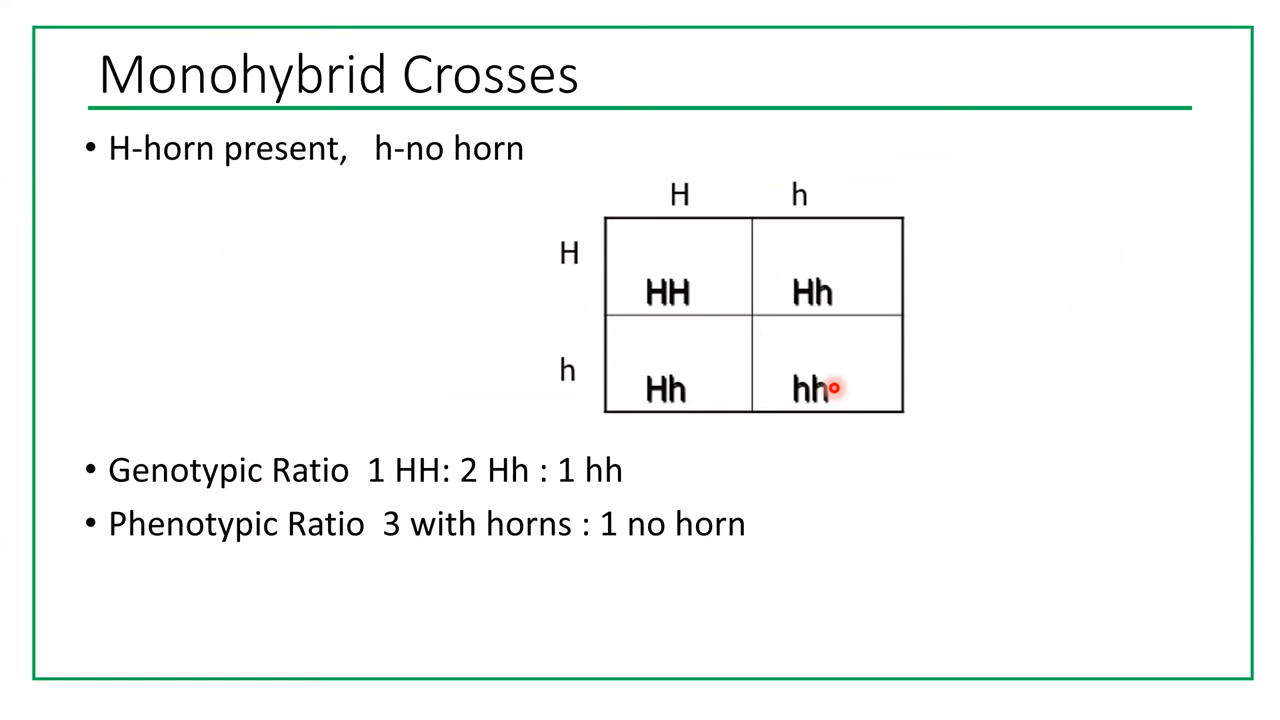 Monohybrid Crosses
• H-horn present,   h-no horn
H h
H
HH Hh
h
Hh hh
• Genotypic Ratio  1 HH: 2 Hh : 1 hh
• Phenotypic Ratio  3 with horns : 1 no horn